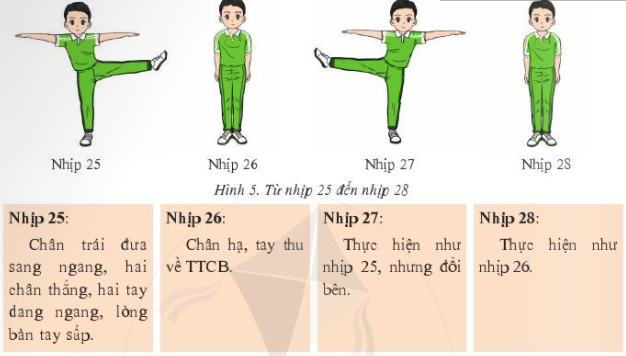 Nhịp 25
Nhịp 26
Nhịp 27
Nhịp 28
Hình 5. Từ nhịp 25 đến nhịp 28
Nhịp 25:
Chân trái đưa
sang ngang, hai
chân thẳng, hai tay
dang ngang, lòng
bàn tay sấp.
Nhịp 26:
Chân hạ, tay thu
về TTCB.
Nhịp 27:
Thực hiện như
nhịp 25, nhưng đổi
bên.
Nhịp 28:
Thực hiện như
nhịp 26.